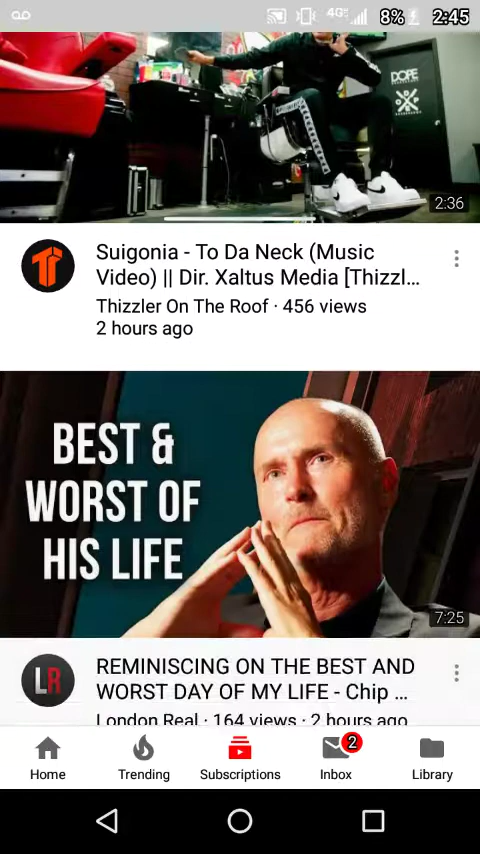 4G
8%
2:45
DOPE
2:36
Suigonia - To Da Neck (Music
Video) || Dir. Xaltus Media [Thizzl...
Thizzler On The Roof · 456 views
2 hours ago
BEST &
WORST OF
HIS LIFE
7:25
LR
REMINISCING ON THE BEST AND
WORST DAY OF MY LIFE - Chip ...
London Real · 164 views · 2 hours ago
2
Home
Trending
Subscriptions
Inbox
Library